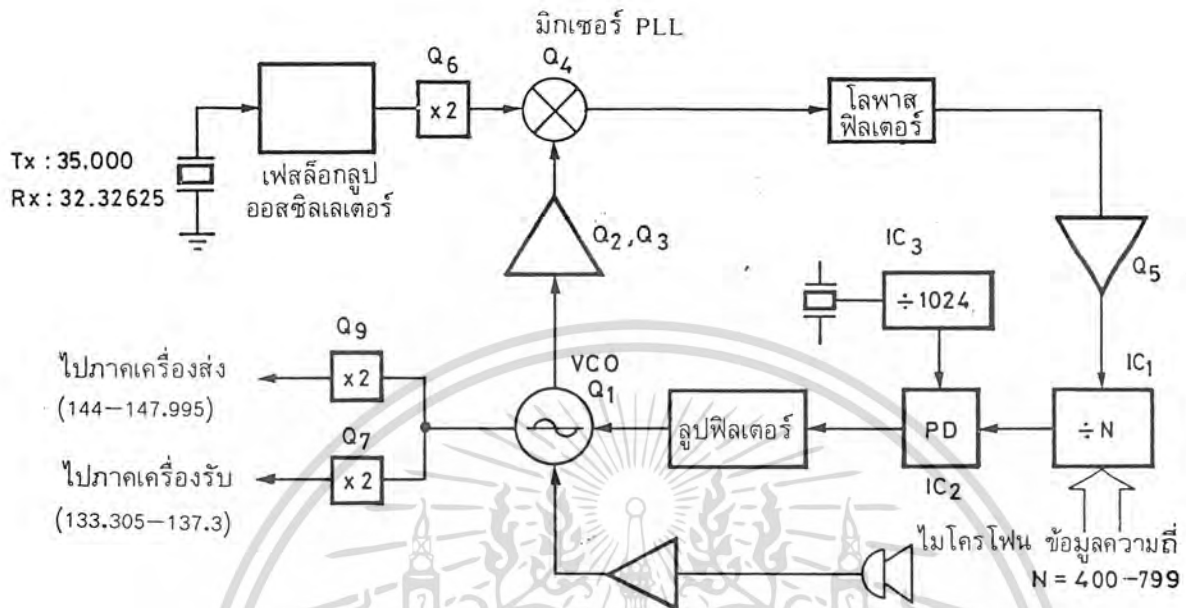 มิกเซอร์ PLL
Q6
Q4
x2
โลพาส
ฟิลเตอร์
Tx : 35,000
Rx : 32.32625
เฟสล็อกลูป
ออสซิลเลเตอร์
Q2,Q3
IC3
Q5
÷1024
Q9
ไปภาคเครื่องส่ง
x2
(144-147.995)
VCO
Q1
IC1
ลูปฟิลเตอร์
PD
÷N
Q7
ไปภาคเครื่องรับ
x2
(133.305-137.3)
IC2
ไมโครโฟน
ข้อมูลความถี่
N = 400-799